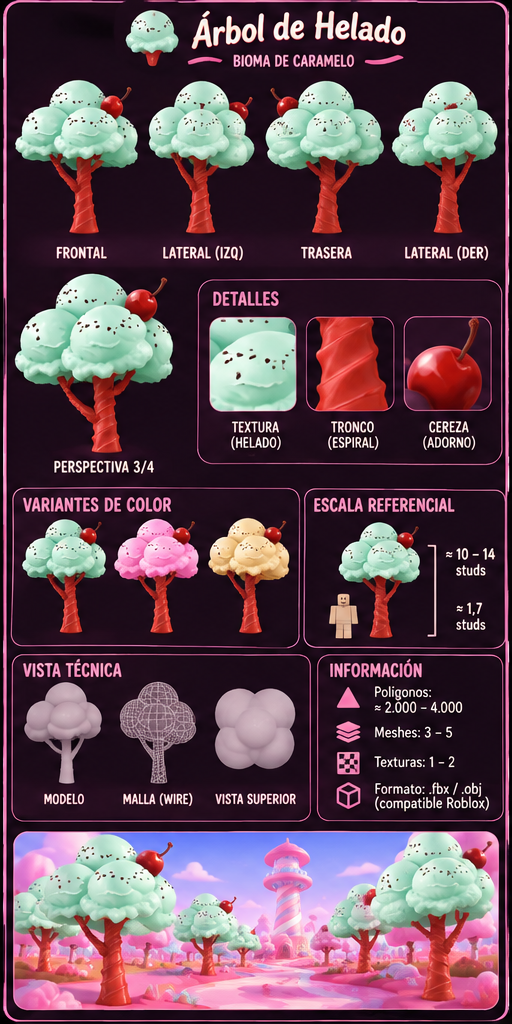 Árbol de Helado
BIOMA DE CARAMELO
FRONTAL
LATERAL (IZQ)
TRASERA
LATERAL (DER)
PERSPECTIVA 3/4
DETALLES
TEXTURA
(HELADO)
TRONCO
(ESPIRAL)
CEREZA
(ADORNO)
VARIANTES DE COLOR
ESCALA REFERENCIAL
≈ 10 – 14
studs
≈ 1,7
studs
VISTA TÉCNICA
MODELO
MALLA (WIRE)
VISTA SUPERIOR
INFORMACIÓN
Polígonos:
≈ 2.000 – 4.000
Meshes: 3 – 5
Texturas: 1 – 2
Formato: .fbx / .obj
(compatible Roblox)